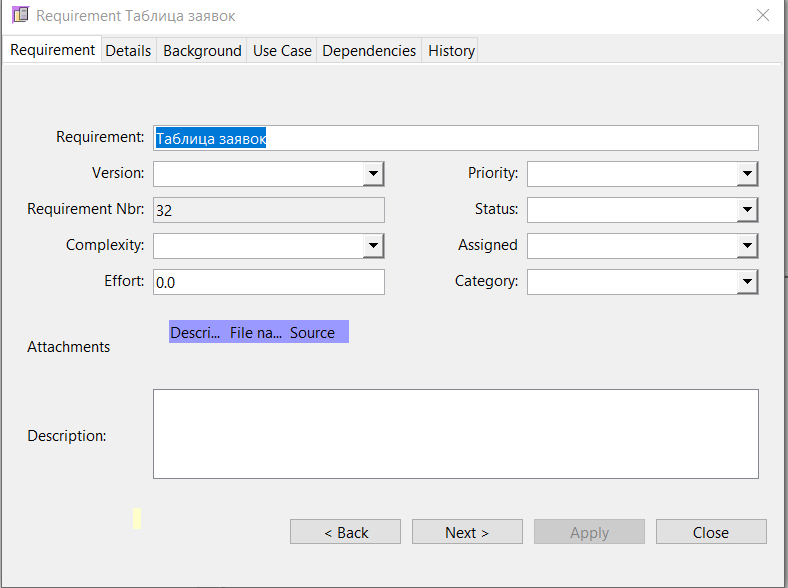 Requirement Таблица заявок
Requirement Details Background Use Case Dependencies History
Requirement: Таблица заявок
Version: Priority:
Requirement Nbr: 32 Status:
Complexity: Assigned
Effort: 0.0 Category:
Descri... File na... Source
Attachments
Description:
< Back Next > Apply Close